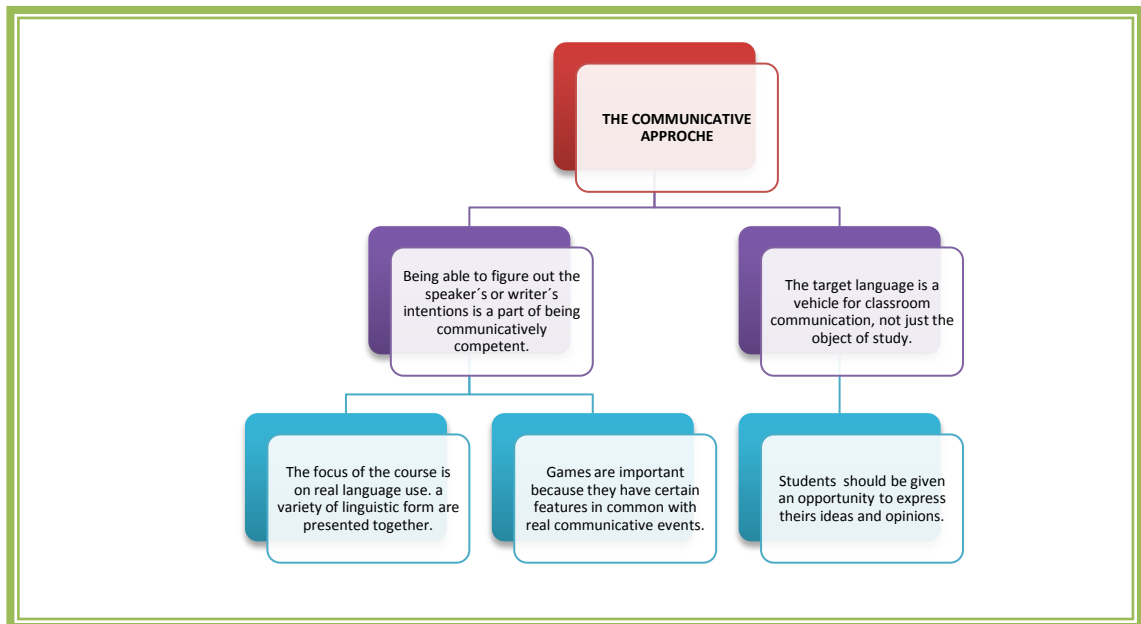 THE COMMUNICATIVE
APPROCHE
Being able to figure out the
speaker´s or writer´s
intentions is a part of being
communicatively
competent.
The target language is a
vehicle for classroom
communication, not just the
object of study.
The focus of the course is
on real language use. a
variety of linguistic form are
presented together.
Games are important
because they have certain
features in common with
real communicative events.
Students  should be given
an opportunity to express
theirs ideas and opinions.